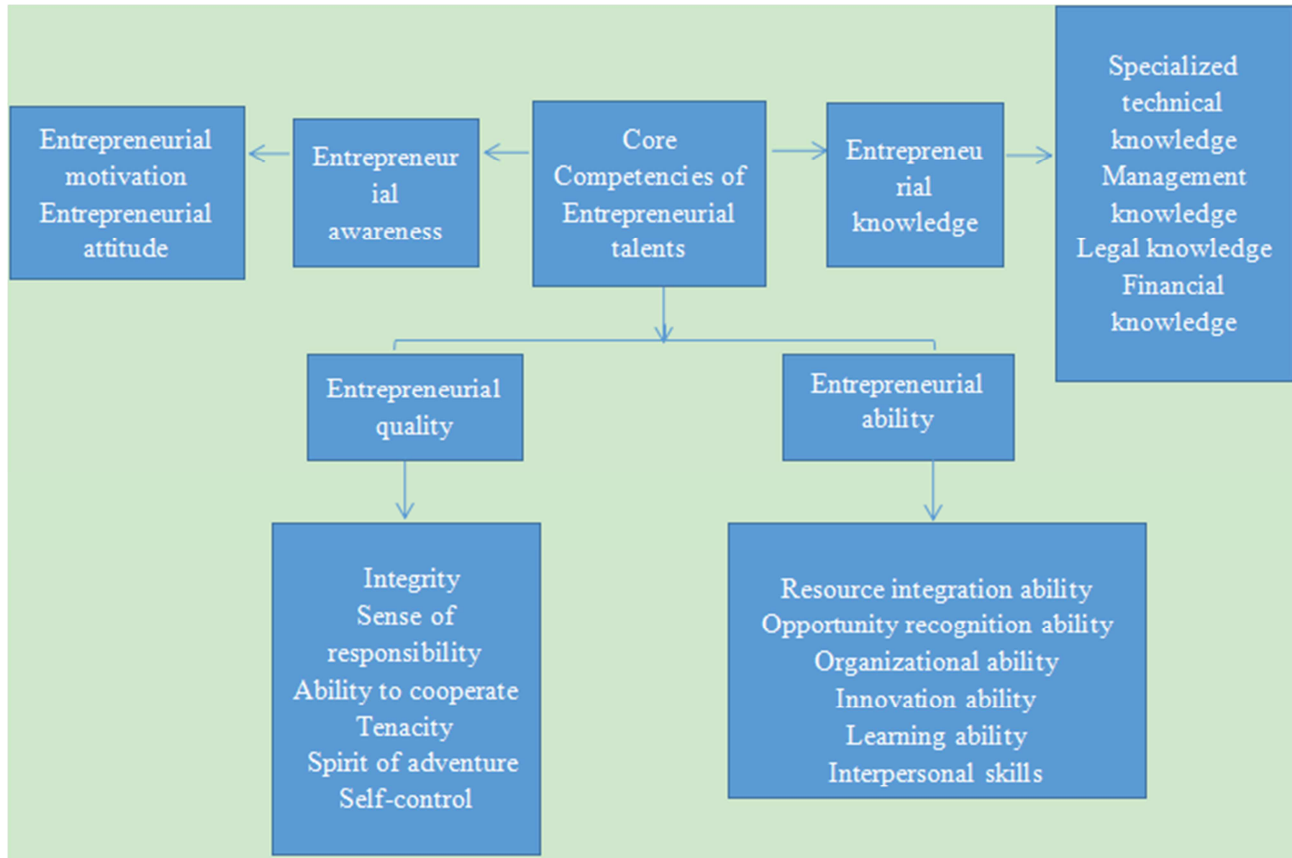 Entrepreneurial
motivation
Entrepreneurial
attitude
Entrepreneur
ial
awareness
Core
Competencies of
Entrepreneurial
talents
Entrepreneu
rial
knowledge
Specialized
technical
knowledge
Management
knowledge
Legal knowledge
Financial
knowledge
Entrepreneurial
quality
Entrepreneurial
ability
Integrity
Sense of
responsibility
Ability to cooperate
Tenacity
Spirit of adventure
Self-control
Resource integration ability
Opportunity recognition ability
Organizational ability
Innovation ability
Learning ability
Interpersonal skills